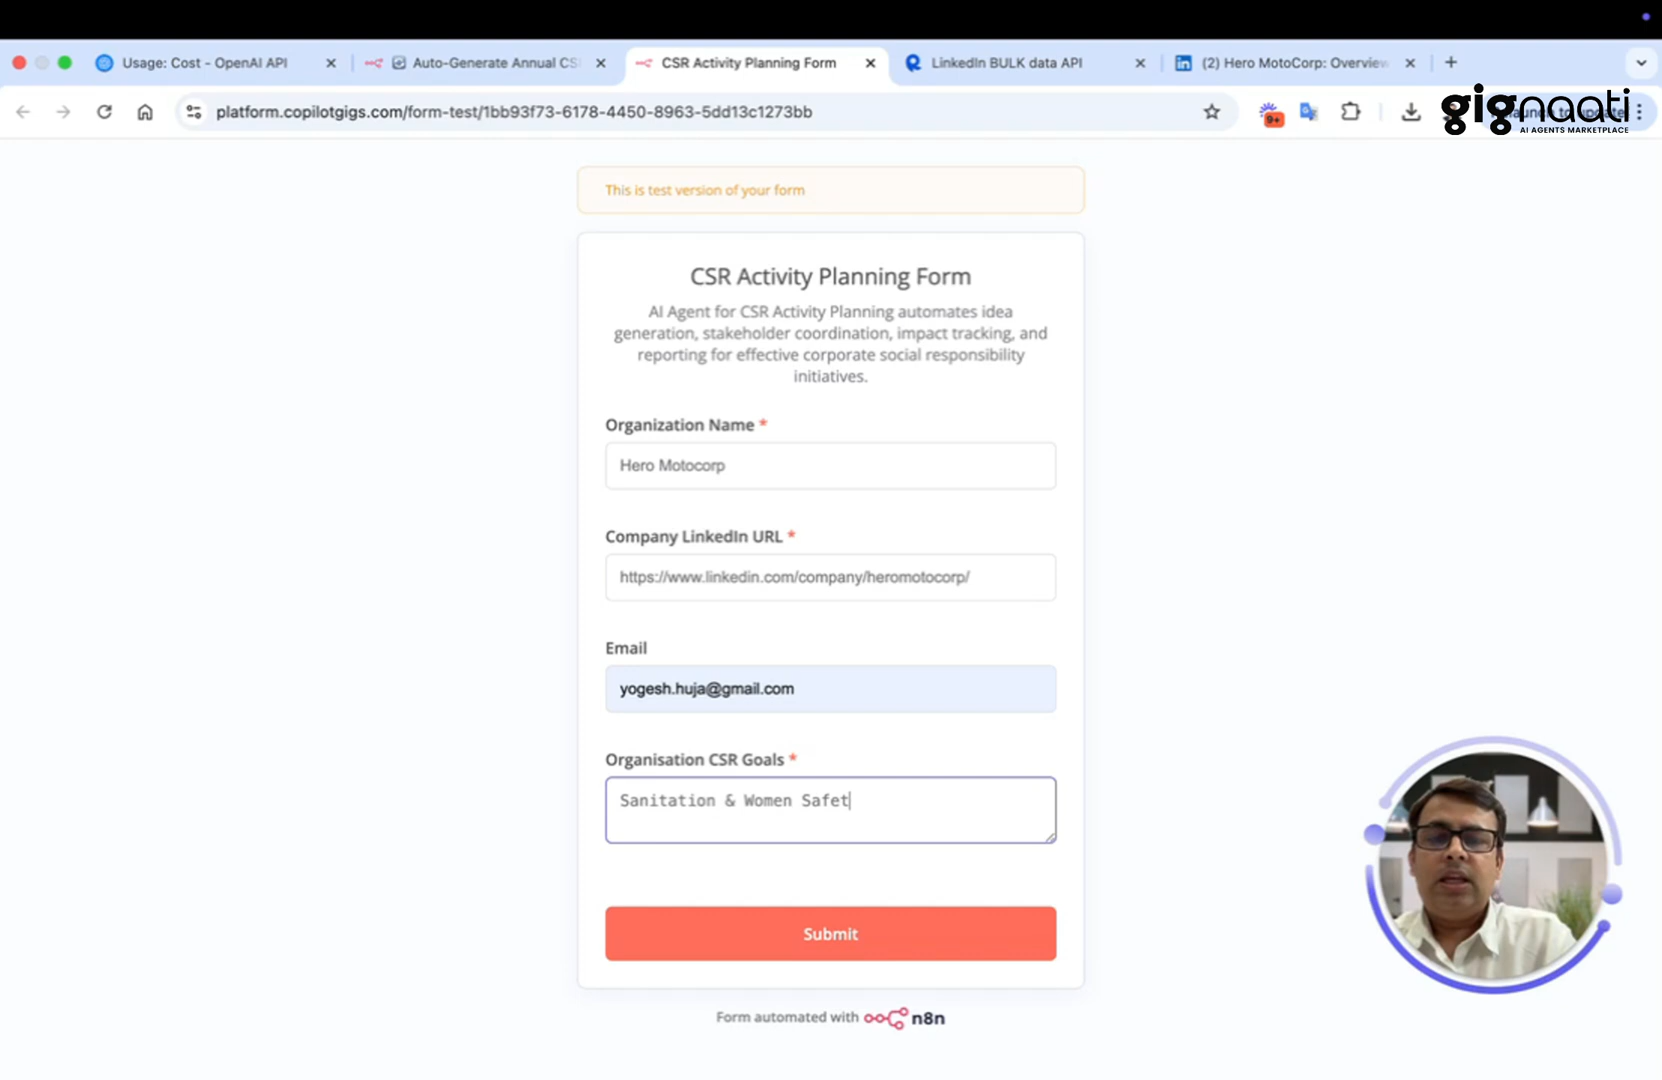 Usage: Cost - OpenAI API
Auto-Generate Annual CS
CSR Activity Planning Form
LinkedIn BULK data API
(2) Hero MotoCorp: Overview
platform.copilotgigs.com/form-test/1bb93f73-6178-4450-8963-5dd13c1273bb
9+
gignaati
AI AGENTS MARKETPLACE
This is test version of your form
CSR Activity Planning Form
AI Agent for CSR Activity Planning automates idea
generation, stakeholder coordination, impact tracking, and
reporting for effective corporate social responsibility
initiatives.
Organization Name *
Hero Motocorp
Company LinkedIn URL *
https://www.linkedin.com/company/heromotocorp/
Email
yogesh.huja@gmail.com
Organisation CSR Goals *
Sanitation & Women Safet
Submit
Form automated with n8n